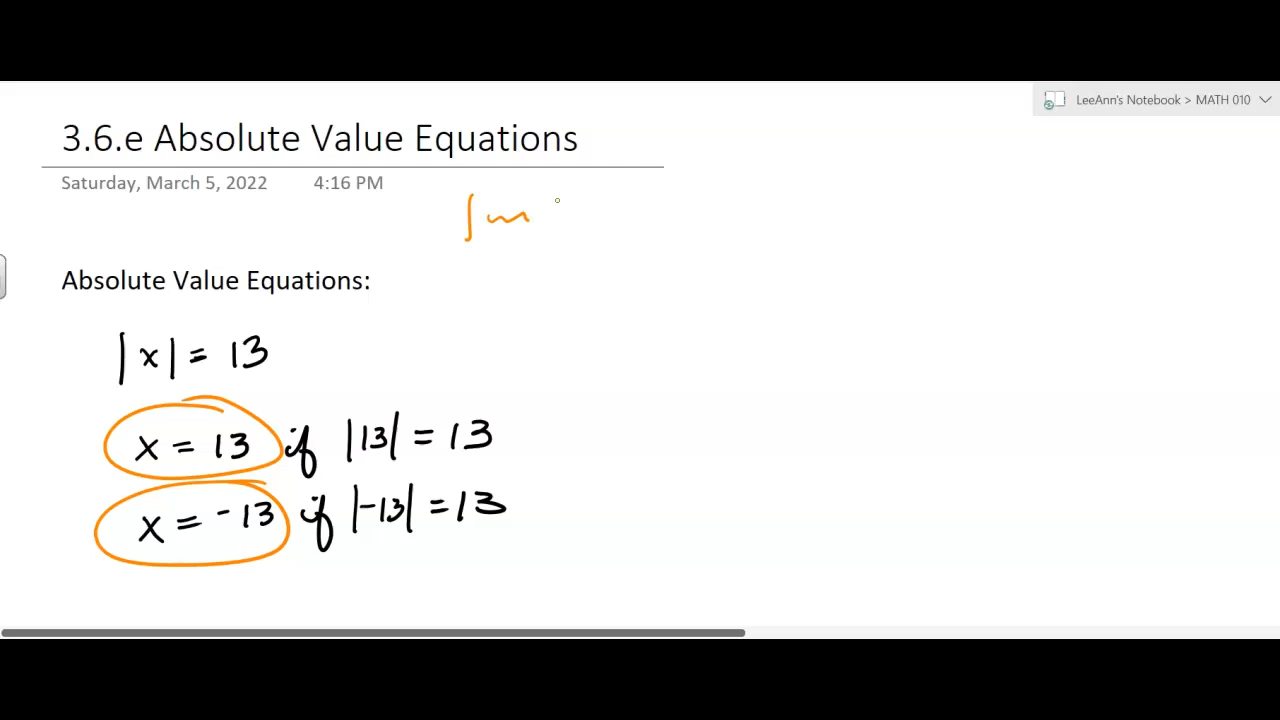 LeeAnn's Notebook > MATH 010
3.6.e Absolute Value Equations
Saturday, March 5, 2022 4:16 PM
Absolute Value Equations:
|x| = 13
x = 13 if |13| = 13
x = -13 if |-13| = 13